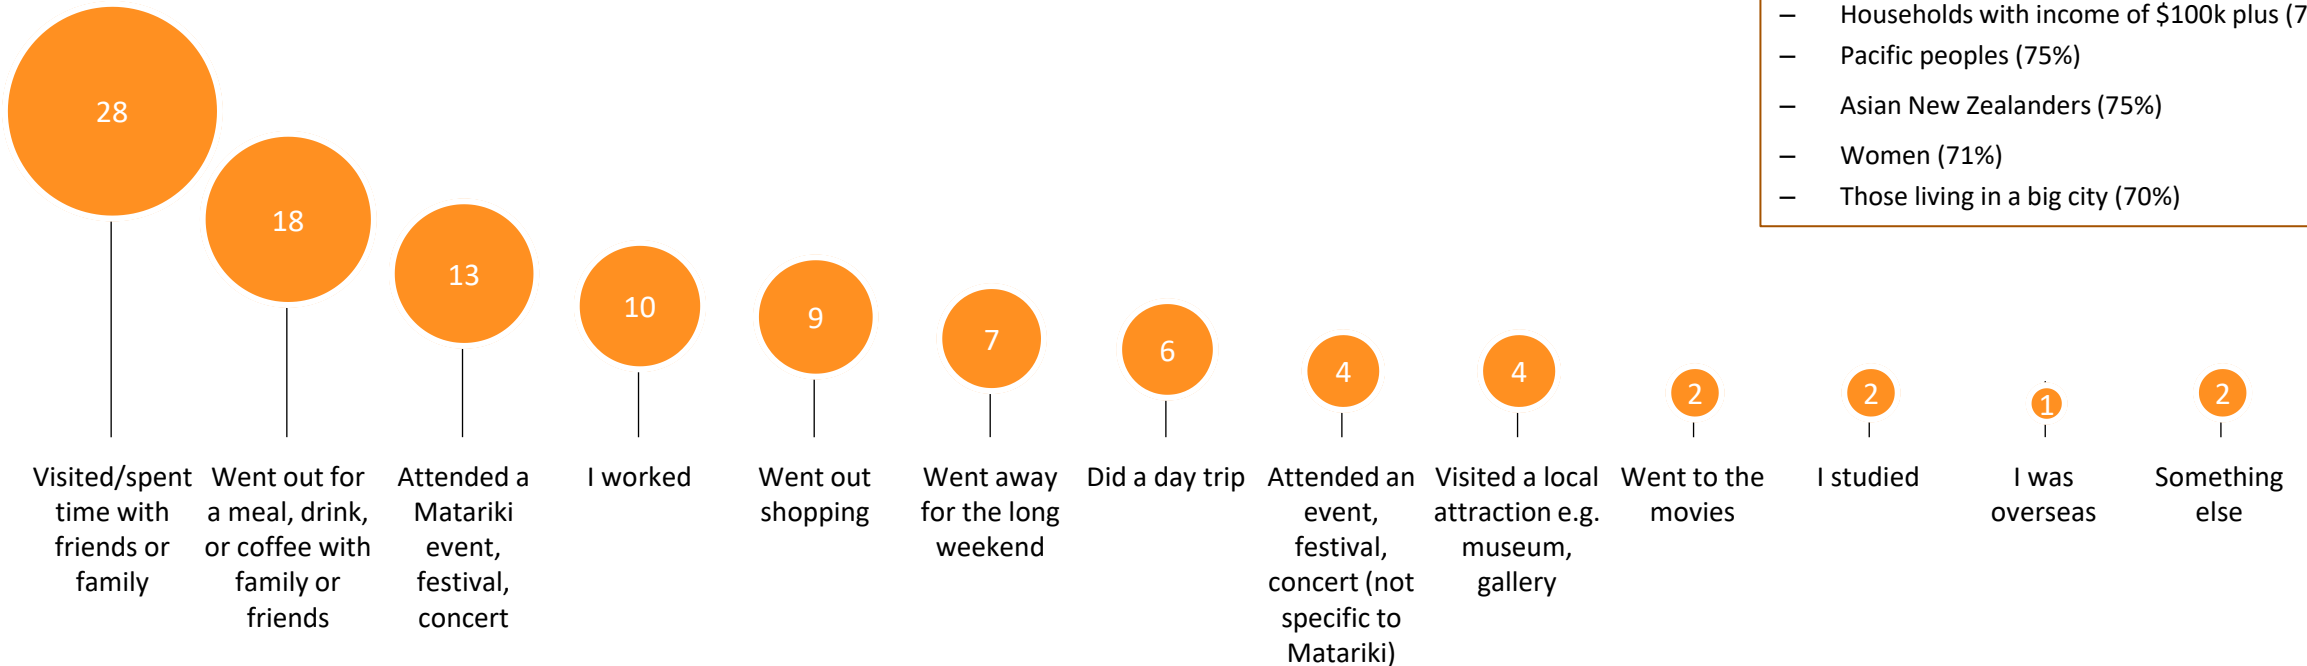 – Households with income of $100k plus (7
– Pacific peoples (75%)
– Asian New Zealanders (75%)
– Women (71%)
– Those living in a big city (70%)
28
18
13
10
9
7
6
4
4
2
2
1
2
Visited/spent
time with
friends or
family
Went out for
a meal, drink,
or coffee with
family or
friends
Attended a
Matariki
event,
festival,
concert
I worked
Went out
shopping
Went away
for the long
weekend
Did a day trip
Attended an
event,
festival,
concert (not
specific to
Matariki)
Visited a local
attraction e.g.
museum,
gallery
Went to the
movies
I studied
I was
overseas
Something
else